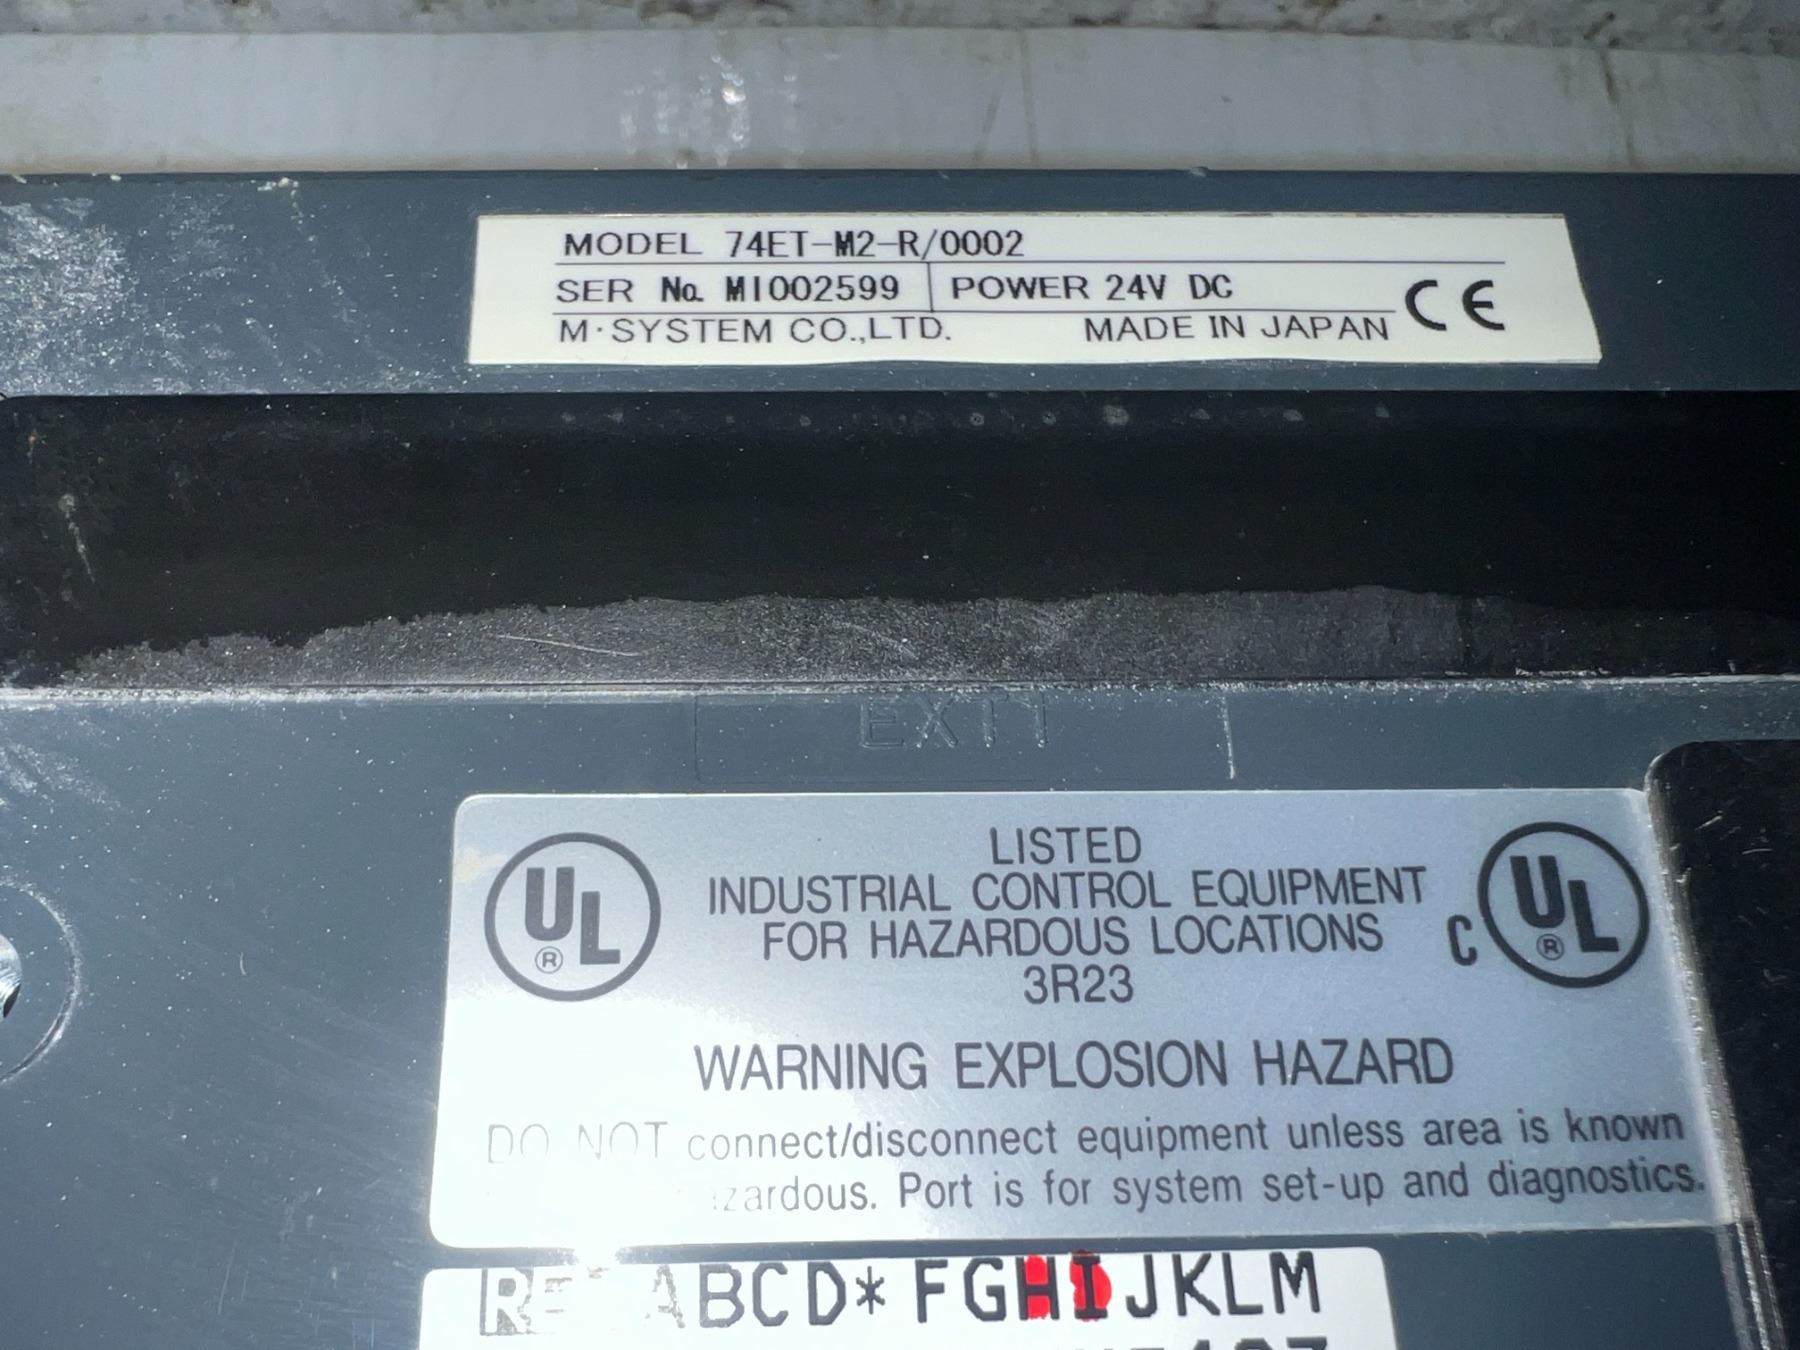 MODEL 74ET-M2-R/0002
SER No. MI002599 POWER 24V DC
M·SYSTEM CO.,LTD. MADE IN JAPAN CE
EXT1
LISTED
INDUSTRIAL CONTROL EQUIPMENT
FOR HAZARDOUS LOCATIONS
3R23
UL ®
C UL ®
WARNING EXPLOSION HAZARD
DO NOT connect/disconnect equipment unless area is known
zardous. Port is for system set-up and diagnostics.
ABCD*FGHIJKLM